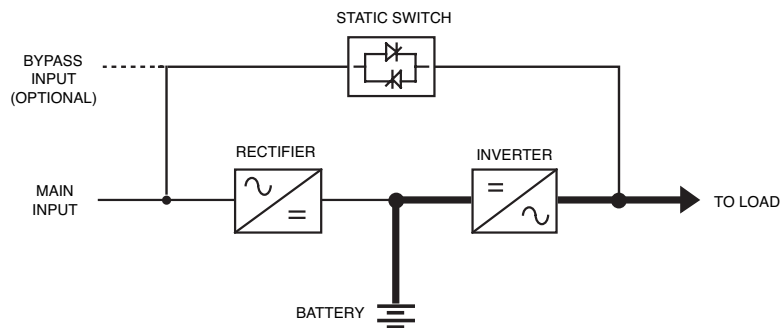 STATIC SWITCH
BYPASS
INPUT
(OPTIONAL)
RECTIFIER
INVERTER
MAIN
INPUT
TO LOAD
BATTERY